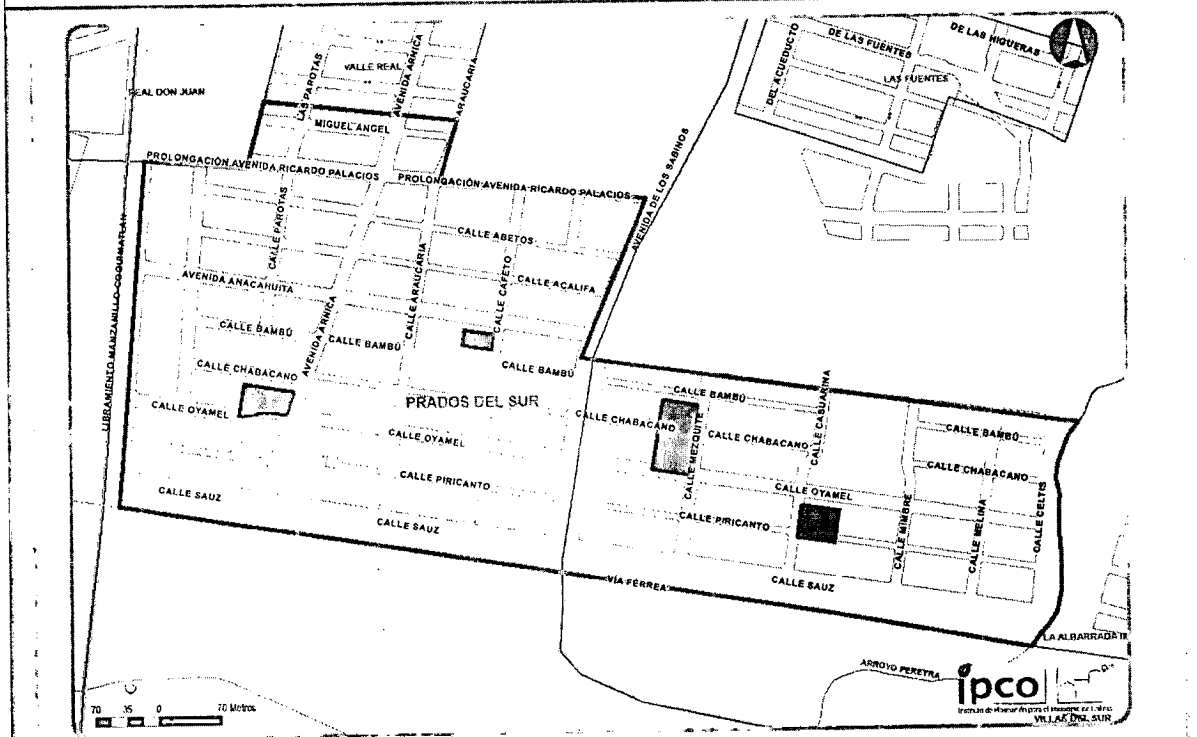 DE LAS FUENTES
DE LAS HIGUERAS
DEL ACUEDUCTO
LAS FUENTES
VALLE REAL
LAS PAROTAS
AVENIDA ARNICA
ARAUCARIA
REAL DON JUAN
MIGUEL ANGEL
PROLONGACIÓN AVENIDA RICARDO PALACIOS
PROLONGACIÓN AVENIDA RICARDO PALACIOS
AVENIDA DE LOS SABINOS
CALLE PAROTAS
CALLE ABETOS
CALLE ARAUCARIA
CALLE CAFETO
CALLE ACALIFA
AVENIDA ANACAHUITA
LIBRAMIENTO MANZANILLO-COQUIMATLÁN
CALLE BAMBÚ
AVENIDA ARNICA
CALLE BAMBÚ
CALLE BAMBÚ
CALLE CHABACANO
CALLE OYAMEL
PRADOS DEL SUR
CALLE OYAMEL
CALLE PIRICANTO
CALLE SAUZ
CALLE SAUZ
CALLE BAMBÚ
CALLE CASUARINA
CALLE CHABACANO
CALLE MEZQUITE
CALLE CHABACANO
CALLE BAMBÚ
CALLE CHABACANO
CALLE OYAMEL
CALLE PIRICANTO
CALLE MIMBRE
CALLE MELINA
CALLE CELTIS
CALLE SAUZ
VÍA FERREA
LA ALBARRADA
ARROYO PEREYRA
ipco
VILLAS DEL SUR
70 35 0 70 Metros